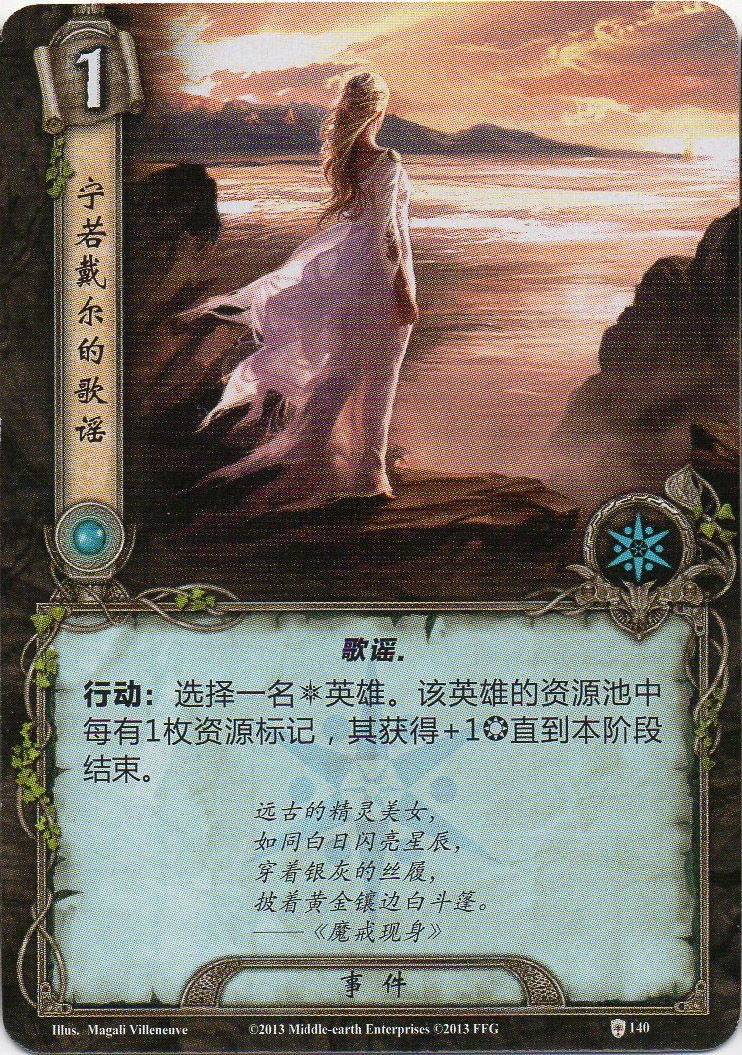 1
宁若戴尔的歌谣
歌谣.
行动：选择一名英雄。该英雄的资源池中
每有1枚资源标记，其获得+1直到本阶段
结束。
远古的精灵美女，
如同白日闪亮星辰，
穿着银灰的丝履，
披着黄金镶边白斗篷。
——《魔戒现身》
事件
Illus. Magali Villeneuve ©2013 Middle-earth Enterprises ©2013 FFG 140